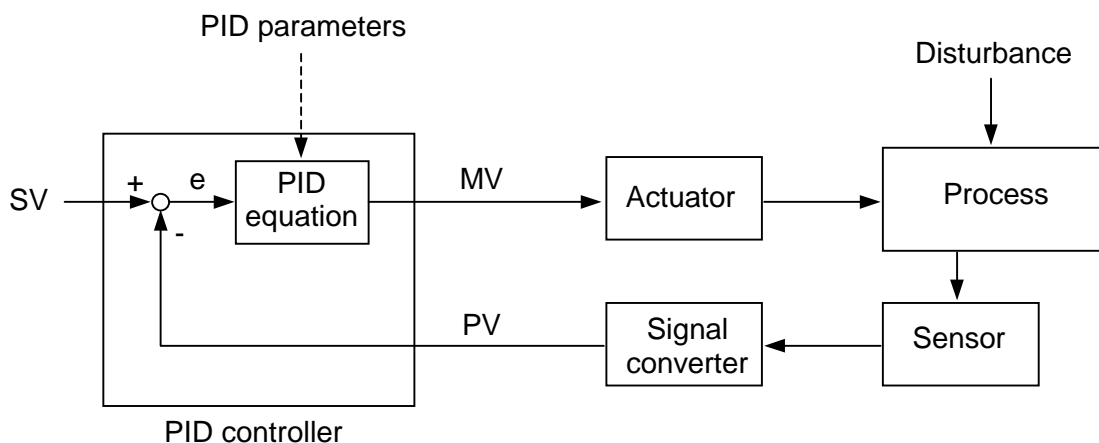 PID parameters
Disturbance
SV
+
-
e
PID
equation
MV
Actuator
Process
PV
Signal
converter
Sensor
PID controller